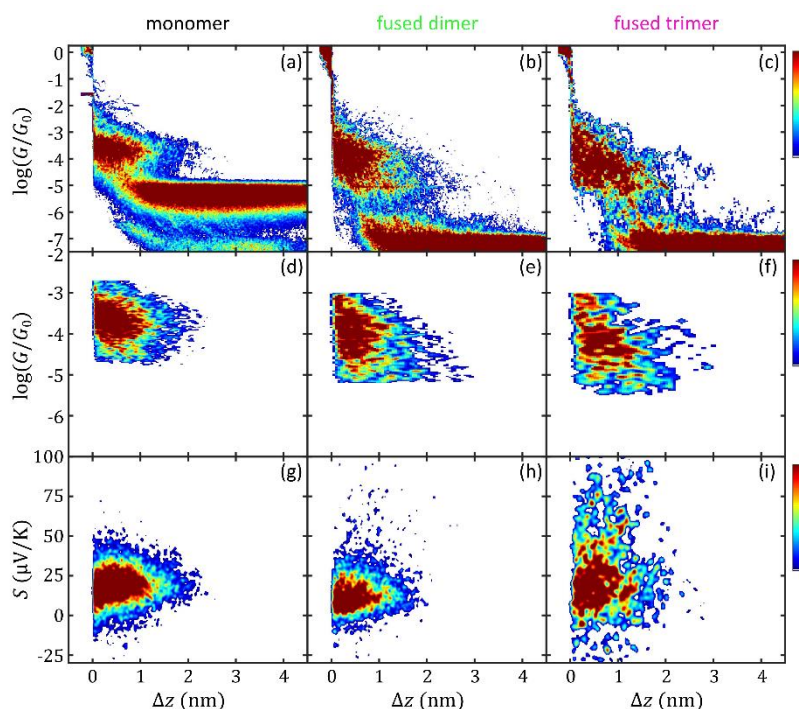 monomer fused dimer fused trimer
(a) (b) (c)
0
-1
-2
-3
-4
-5
-6
-7
log(G/G₀)
(d) (e) (f)
-2
-3
-4
-5
-6
log(G/G₀)
(g) (h) (i)
100
75
50
25
0
-25
S (μV/K)
0 1 2 3 4 0 1 2 3 4 0 1 2 3 4
Δz (nm) Δz (nm) Δz (nm)